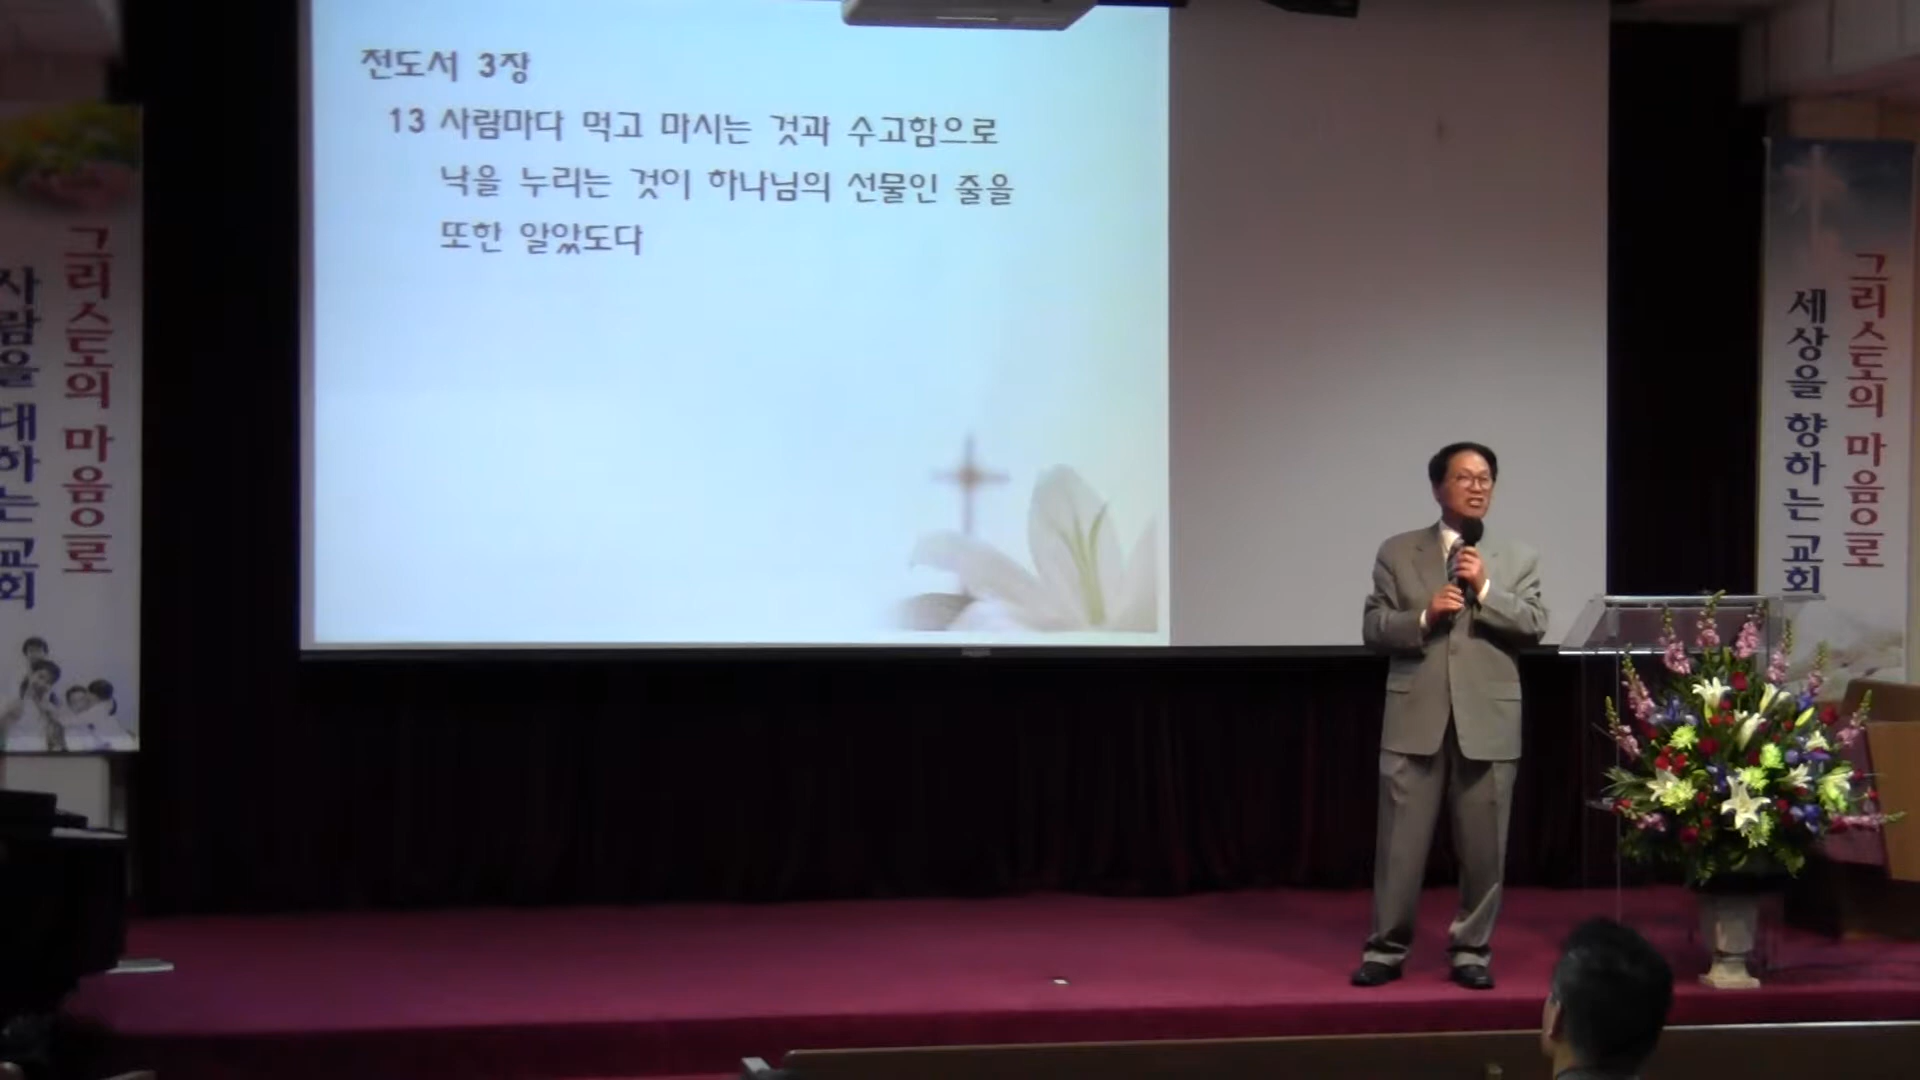 전도서 3장
13 사람마다 먹고 마시는 것과 수고함으로
낙을 누리는 것이 하나님의 선물인 줄을
또한 알았도다
그리스도의 마음으로
사람을 대하는 교회
그리스도의 마음으로
세상을 향하는 교회